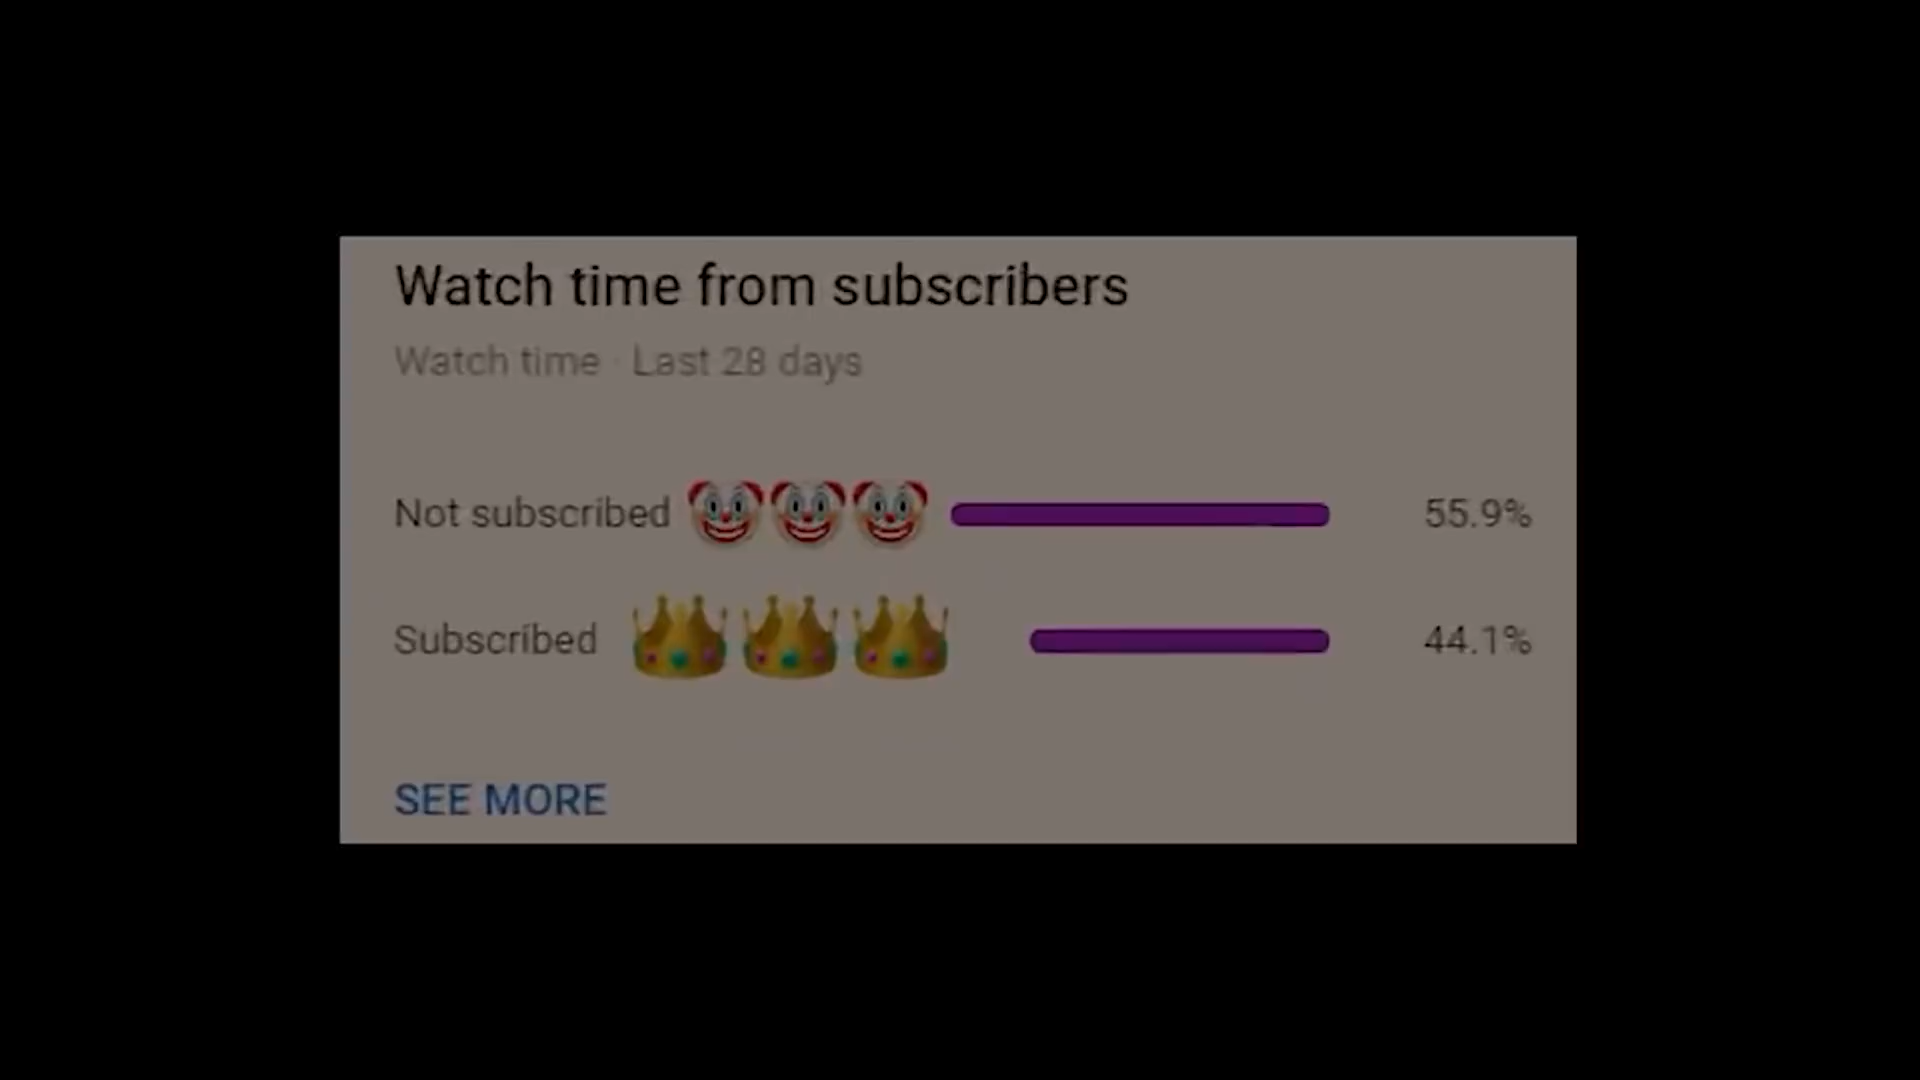 Watch time from subscribers
Watch time · Last 28 days
Not subscribed 🤡🤡🤡 55.9%
Subscribed 👑👑👑 44.1%
SEE MORE